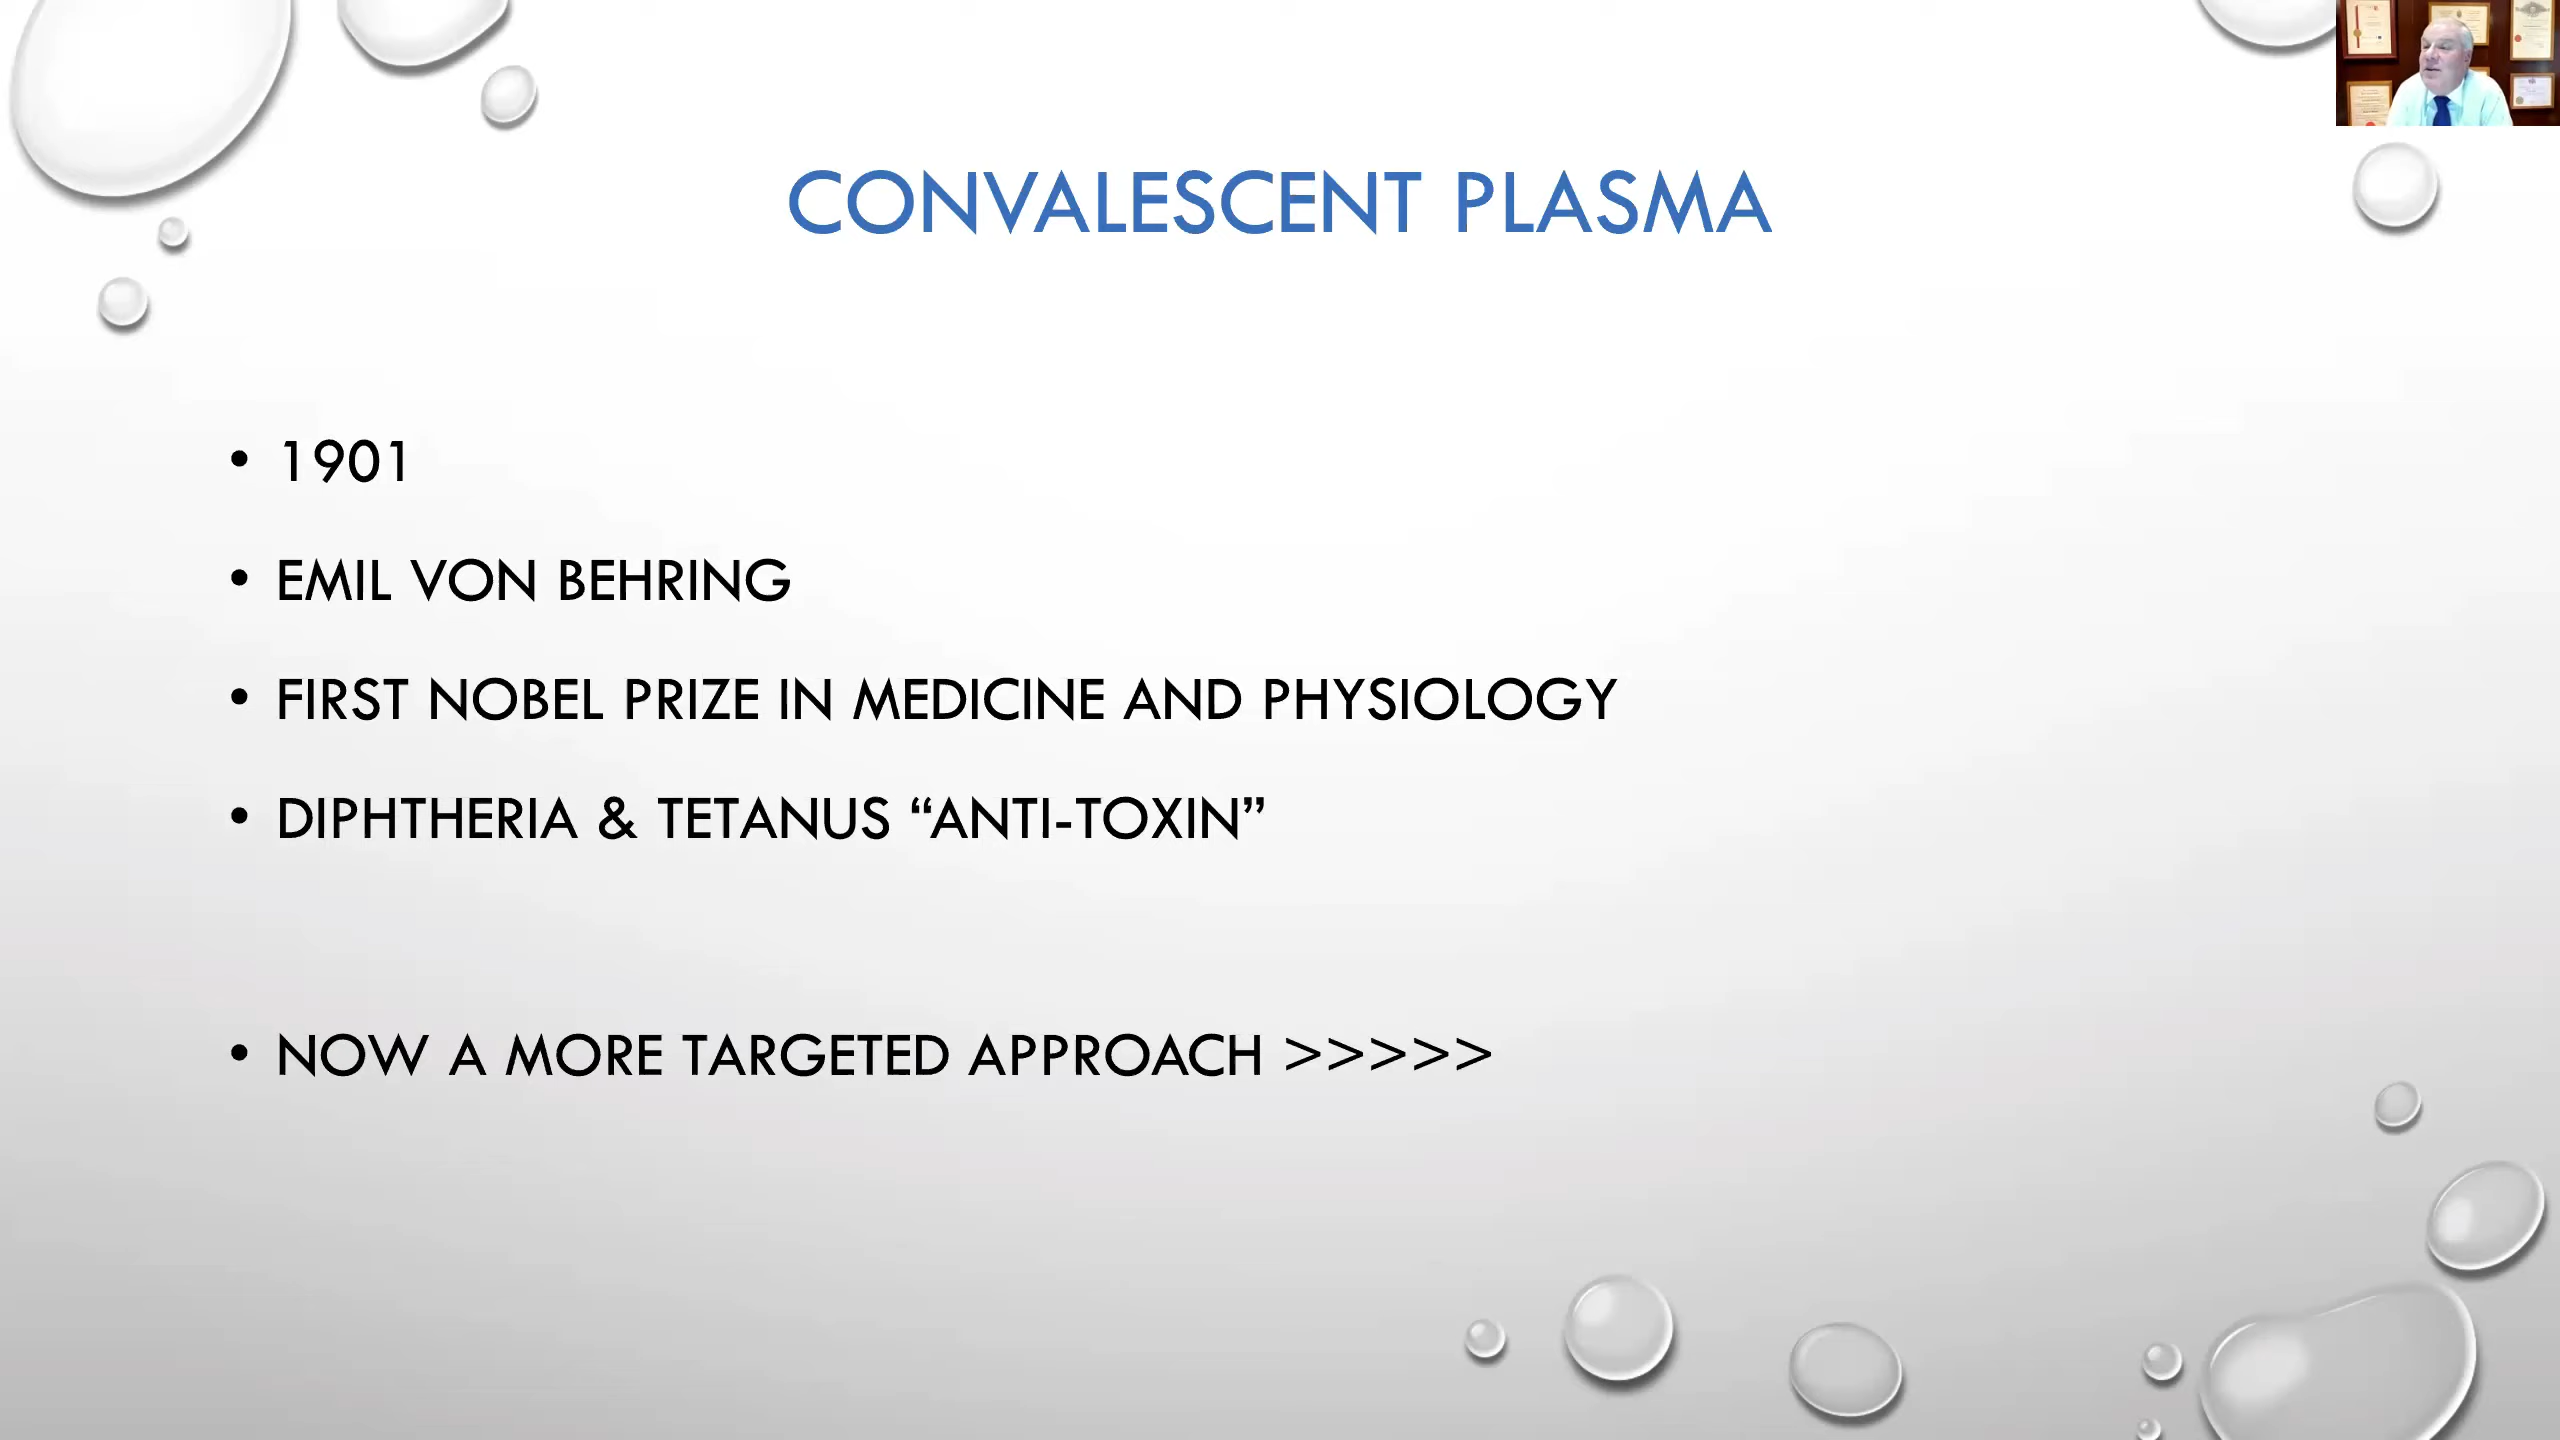 CONVALESCENT PLASMA
• 1901
• EMIL VON BEHRING
• FIRST NOBEL PRIZE IN MEDICINE AND PHYSIOLOGY
• DIPHTHERIA & TETANUS “ANTI-TOXIN”
• NOW A MORE TARGETED APPROACH >>>>>